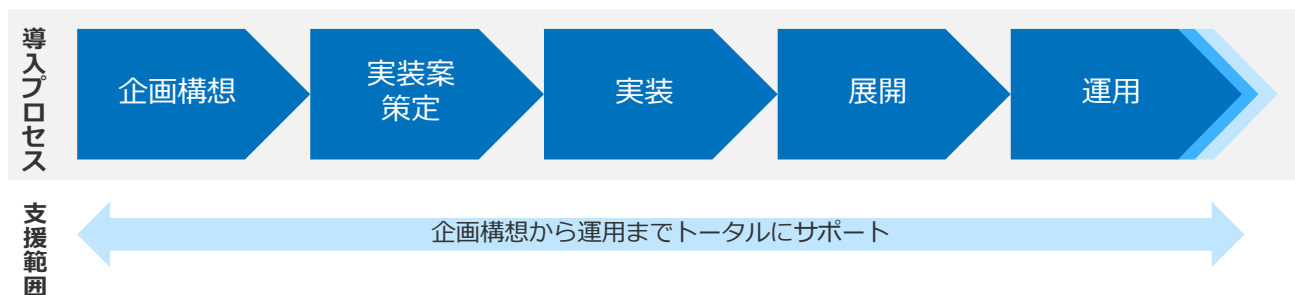 導入プロセス
企画構想
実装案
策定
実装
展開
運用
支援範囲
企画構想から運用までトータルにサポート